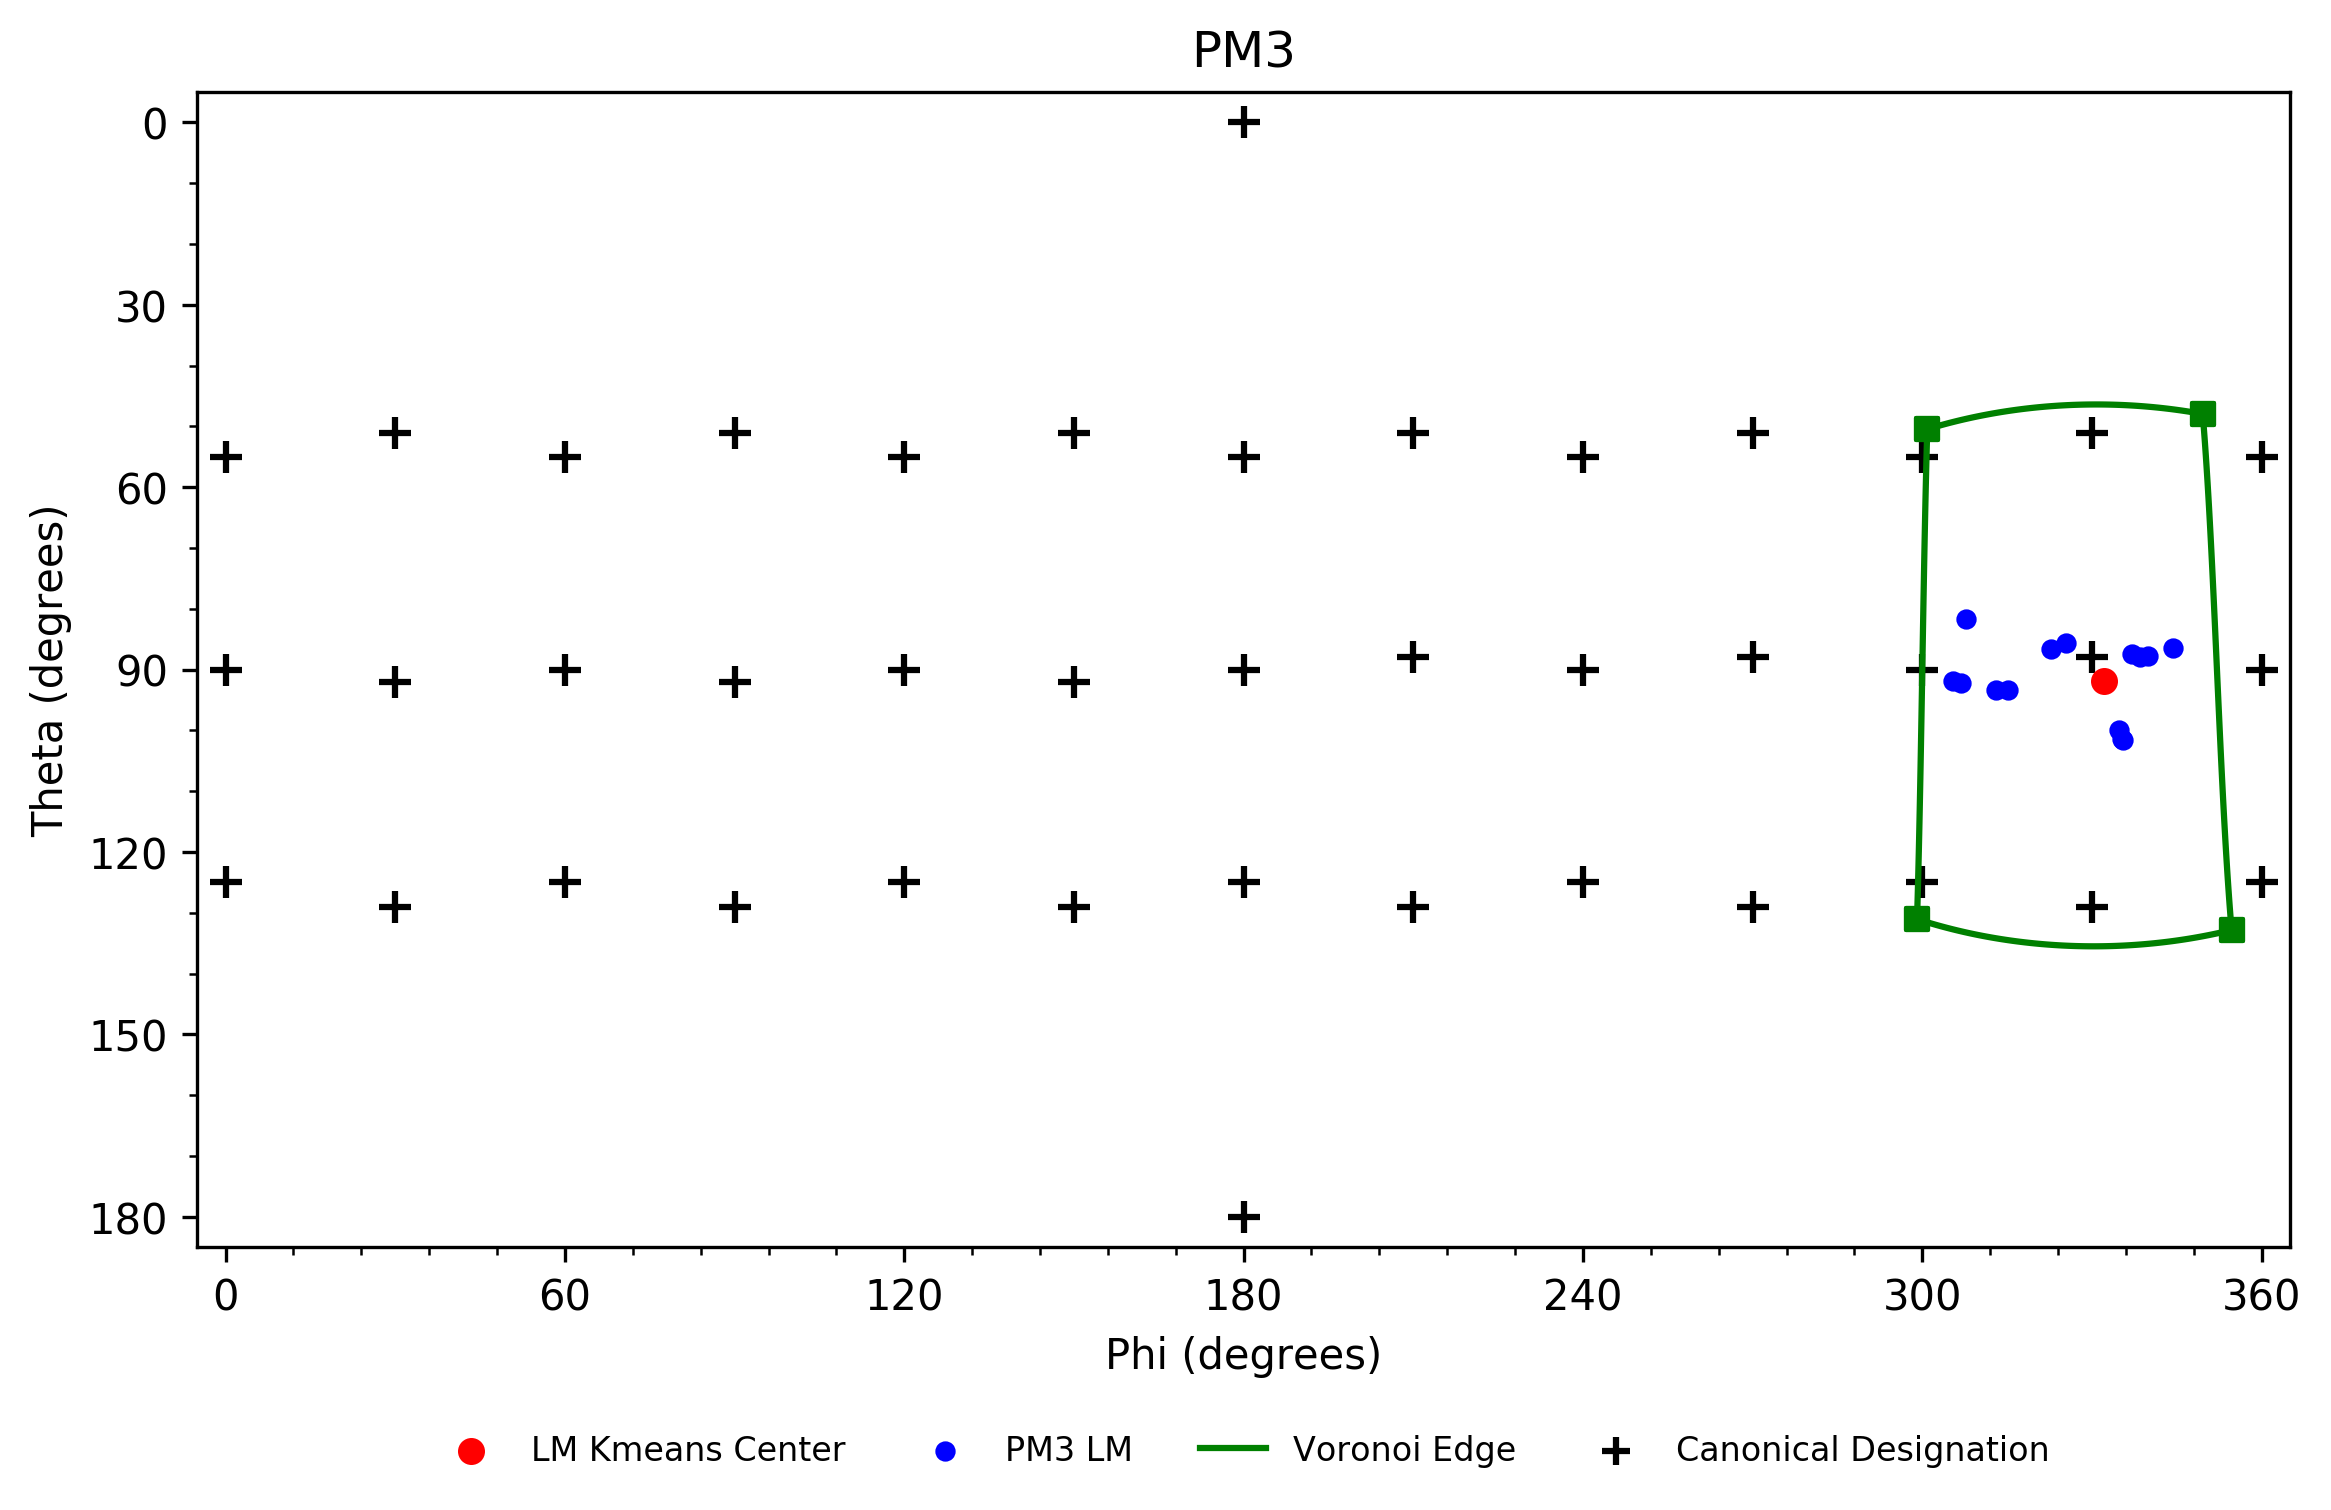 PM3
0
30
60
90
120
150
180
Theta (degrees)
0 60 120 180 240 300 360
Phi (degrees)
LM Kmeans Center PM3 LM Voronoi Edge Canonical Designation